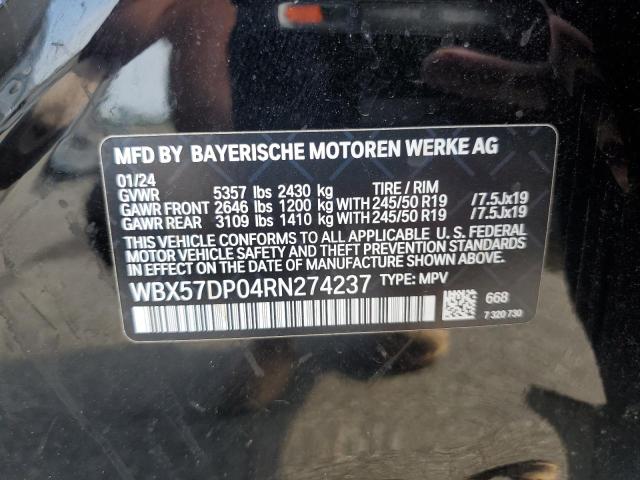 MFD BY BAYERISCHE MOTOREN WERKE AG
01/24
GVWR 5357 lbs 2430 kg TIRE / RIM
GAWR FRONT 2646 lbs 1200 kg WITH 245/50 R19 /7.5Jx19
GAWR REAR 3109 lbs 1410 kg WITH 245/50 R19 /7.5Jx19
THIS VEHICLE CONFORMS TO ALL APPLICABLE U. S. FEDERAL
MOTOR VEHICLE SAFETY AND THEFT PREVENTION STANDARDS
IN EFFECT ON THE DATE OF MANUFACTURE SHOWN ABOVE.
WBX57DP04RN274237 TYPE: MPV
668
7 320 730